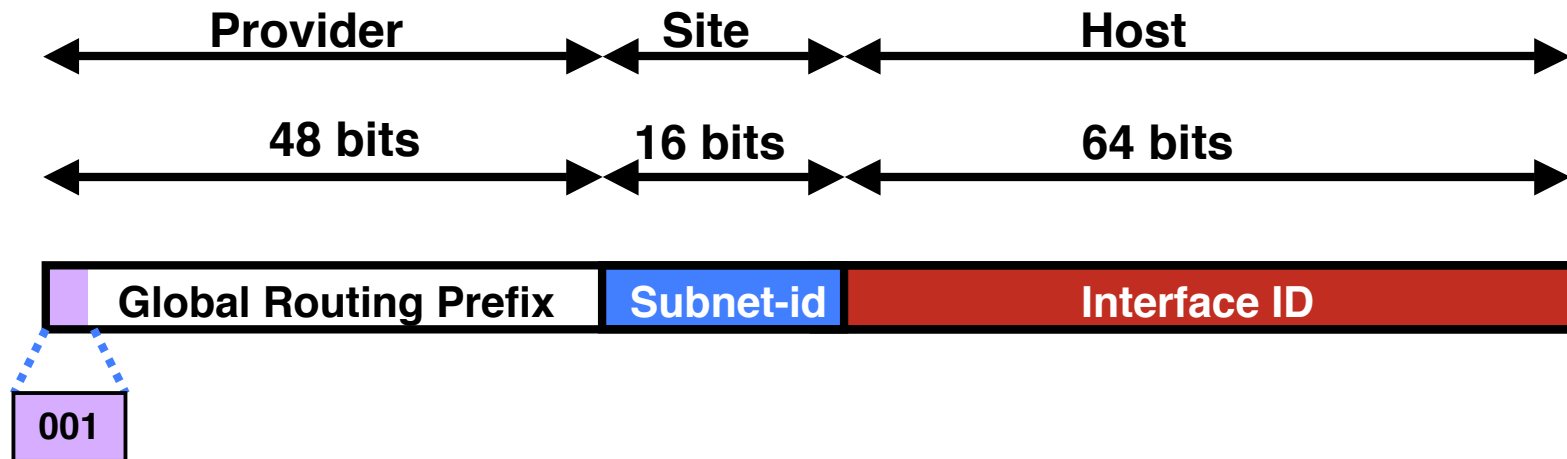 Provider Site Host
48 bits 16 bits 64 bits
Global Routing Prefix Subnet-id Interface ID
001